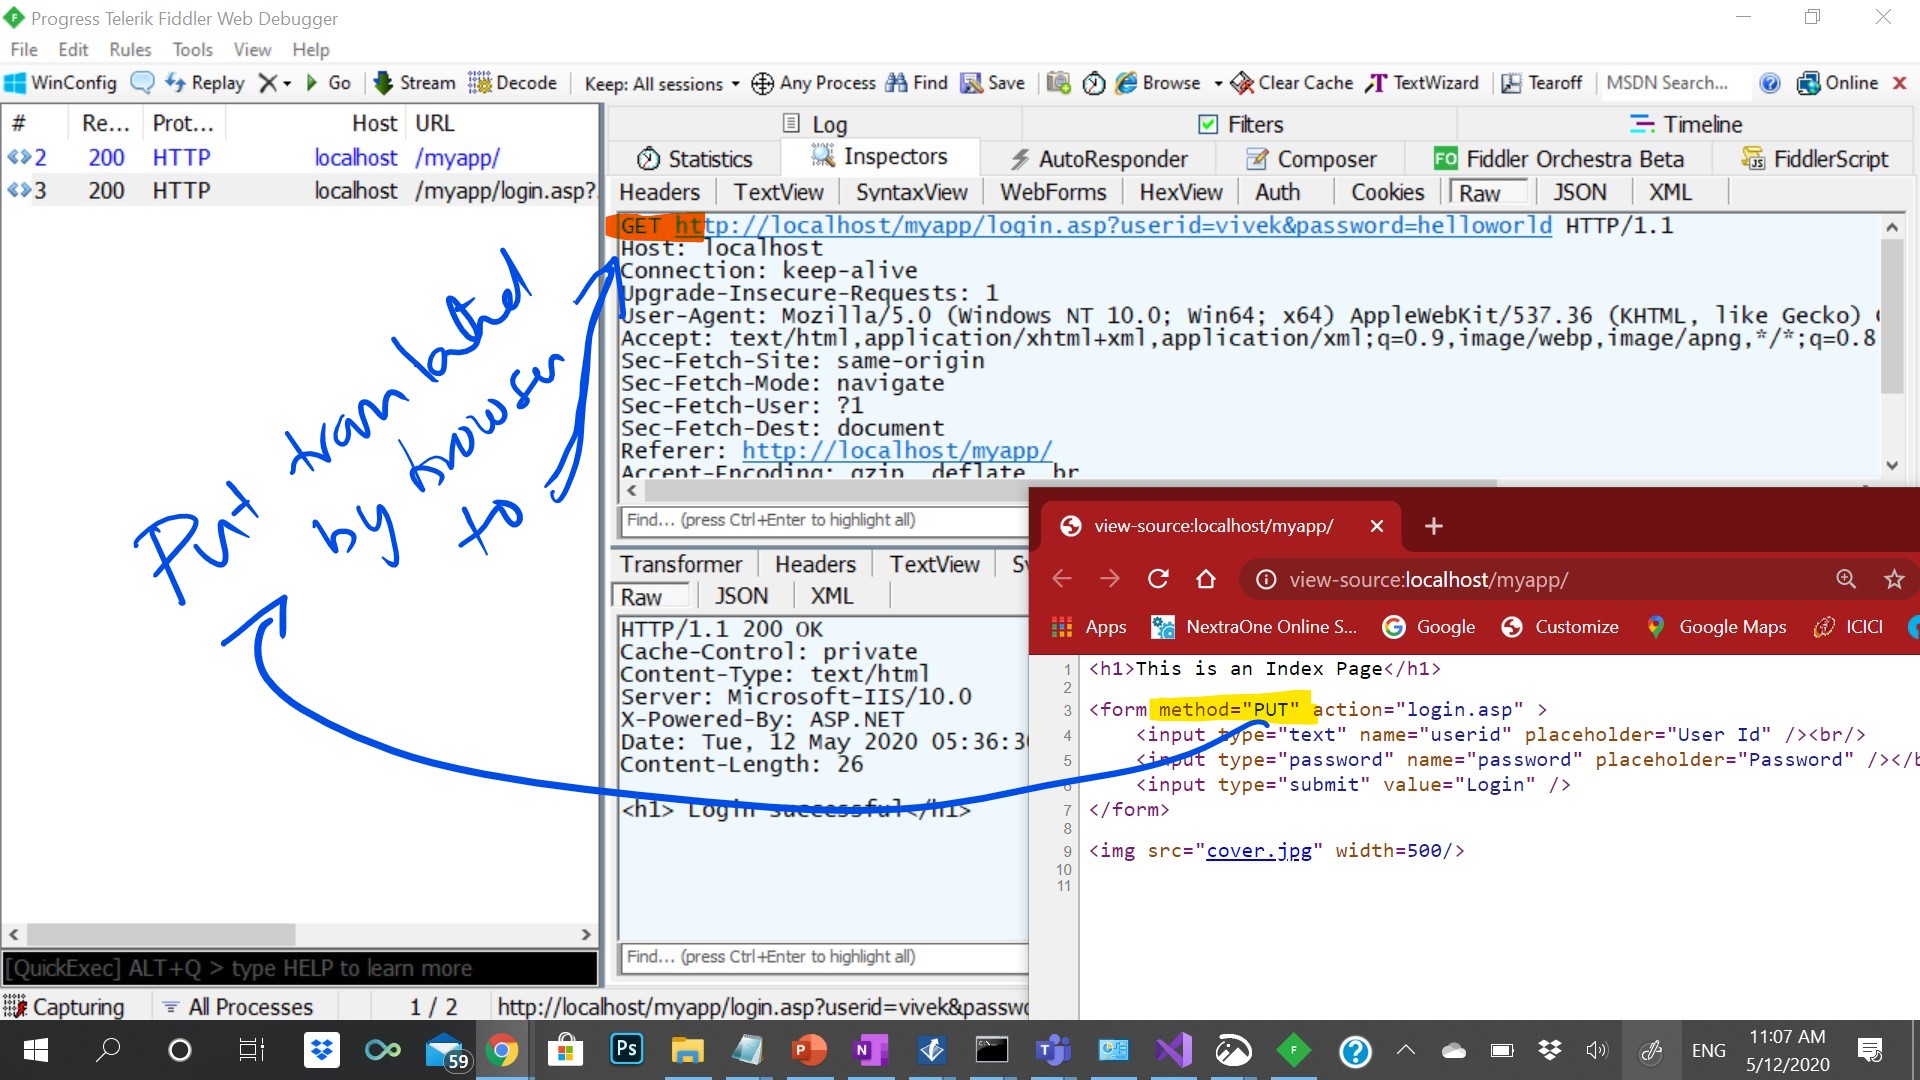 Progress Telerik Fiddler Web Debugger
File Edit Rules Tools View Help
WinConfig Replay Go Stream Decode Keep: All sessions Any Process Find Save Browse Clear Cache TextWizard Tearoff MSDN Search... Online
# Re... Prot... Host URL
2 200 HTTP localhost /myapp/
3 200 HTTP localhost /myapp/login.asp?.
Put translated
by browser
to
[QuickExec] ALT+Q > type HELP to learn more
Log Filters Timeline
Statistics Inspectors AutoResponder Composer FO Fiddler Orchestra Beta FiddlerScript
Headers TextView SyntaxView WebForms HexView Auth Cookies Raw JSON XML
GET http://localhost/myapp/login.asp?userid=vivek&password=helloworld HTTP/1.1
Host: localhost
Connection: keep-alive
Upgrade-Insecure-Requests: 1
User-Agent: Mozilla/5.0 (Windows NT 10.0; Win64; x64) AppleWebKit/537.36 (KHTML, like Gecko)
Accept: text/html,application/xhtml+xml,application/xml;q=0.9,image/webp,image/apng,*/*;q=0.8
Sec-Fetch-Site: same-origin
Sec-Fetch-Mode: navigate
Sec-Fetch-User: ?1
Sec-Fetch-Dest: document
Referer: http://localhost/myapp/
Accept-Encoding: gzip, deflate, br
Find... (press Ctrl+Enter to highlight all)
Transformer Headers TextView
Raw JSON XML
HTTP/1.1 200 OK
Cache-Control: private
Content-Type: text/html
Server: Microsoft-IIS/10.0
X-Powered-By: ASP.NET
Date: Tue, 12 May 2020 05:36:3
Content-Length: 26
<h1> Login successful</h1>
Find... (press Ctrl+Enter to highlight all)
view-source:localhost/myapp/
view-source:localhost/myapp/
Apps NextraOne Online S... Google Customize Google Maps ICICI
1 <h1>This is an Index Page</h1>
2
3 <form method="PUT" action="login.asp" >
4 <input type="text" name="userid" placeholder="User Id" /><br/>
5 <input type="password" name="password" placeholder="Password" /></b
6 <input type="submit" value="Login" />
7 </form>
8
9 <img src="cover.jpg" width=500/>
10
11
Capturing All Processes 1 / 2 http://localhost/myapp/login.asp?userid=vivek&passwo
59 Ps ENG 11:07 AM
5/12/2020